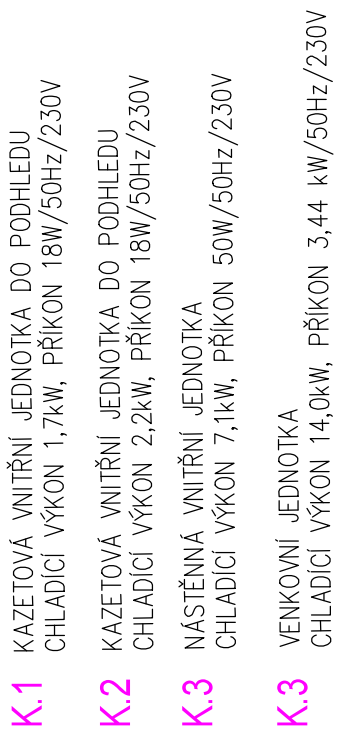 K.1 KAZETOVÁ VNITŘNÍ JEDNOTKA DO PODHLEDU
CHLADÍCÍ VÝKON 1,7kW, PŘÍKON 18W/50Hz/230V
K.2 KAZETOVÁ VNITŘNÍ JEDNOTKA DO PODHLEDU
CHLADÍCÍ VÝKON 2,2kW, PŘÍKON 18W/50Hz/230V
K.3 NÁSTĚNNÁ VNITŘNÍ JEDNOTKA
CHLADÍCÍ VÝKON 7,1kW, PŘÍKON 50W/50Hz/230V
K.3 VENKOVNÍ JEDNOTKA
CHLADÍCÍ VÝKON 14,0kW, PŘÍKON 3,44 kW/50Hz/230V